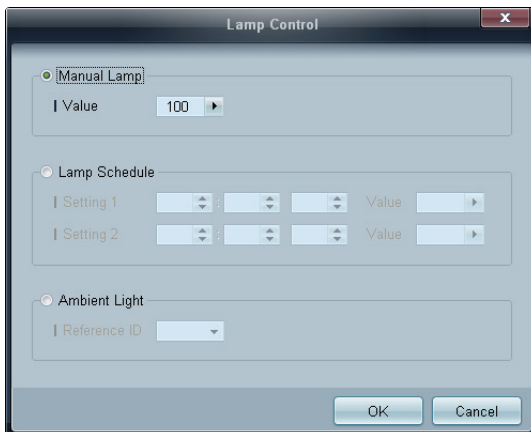 Lamp Control
x
Manual Lamp
Value 100
Lamp Schedule
Setting 1 : Value
Setting 2 : Value
Ambient Light
Reference ID
OK Cancel